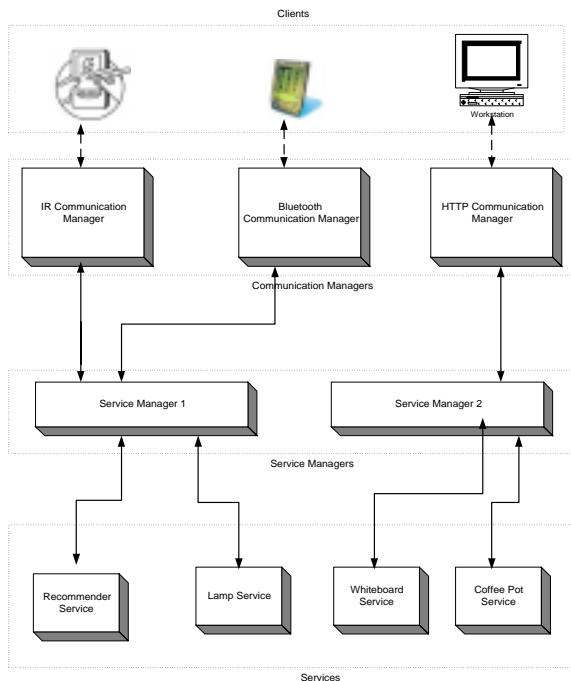 Clients
Workstation
IR Communication
Manager
Bluetooth
Communication Manager
HTTP Communication
Manager
Communication Managers
Service Manager 1
Service Manager 2
Service Managers
Recommender
Service
Lamp Service
Whiteboard
Service
Coffee Pot
Service
Services